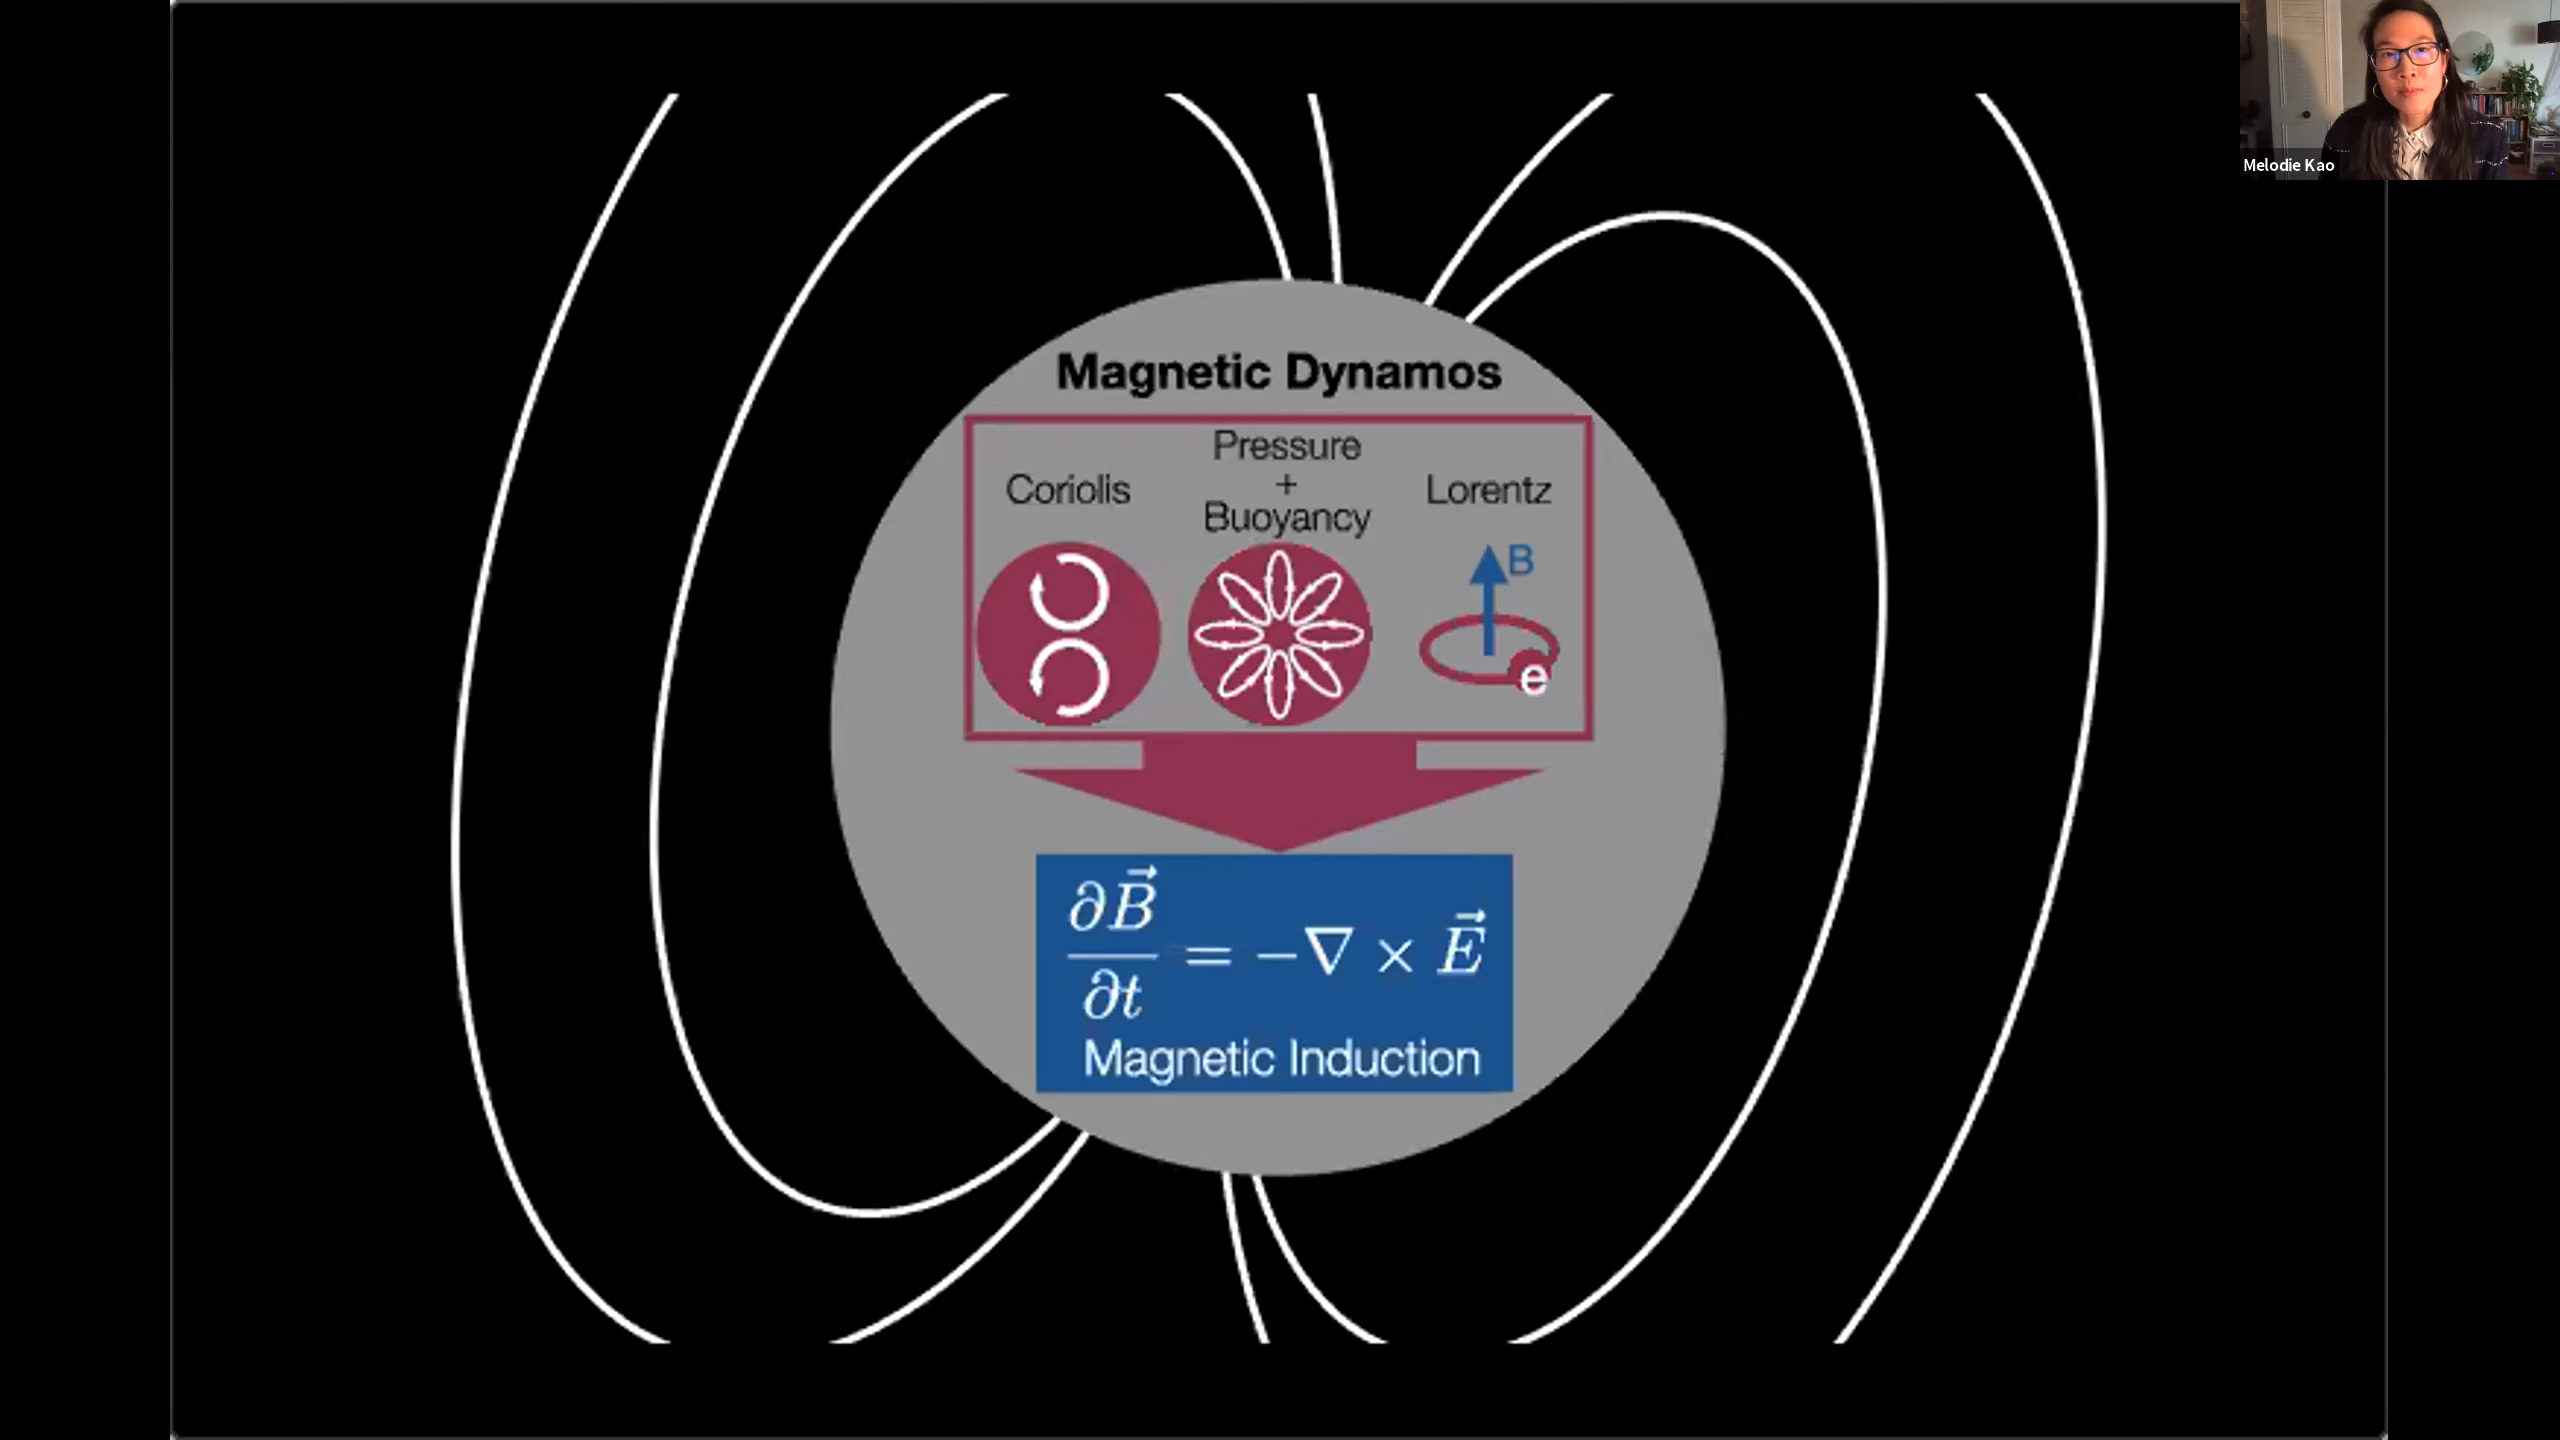 Melodie Kao
Magnetic Dynamos
Coriolis
Pressure
+
Buoyancy
Lorentz
B
e
∂B⃗/∂t = −∇ × E⃗
Magnetic Induction